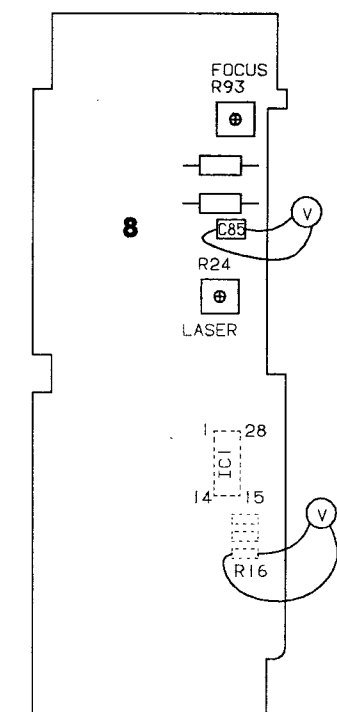 FOCUS
R93
8
C85
V
R24
LASER
1 28
IC1
14 15
V
R16